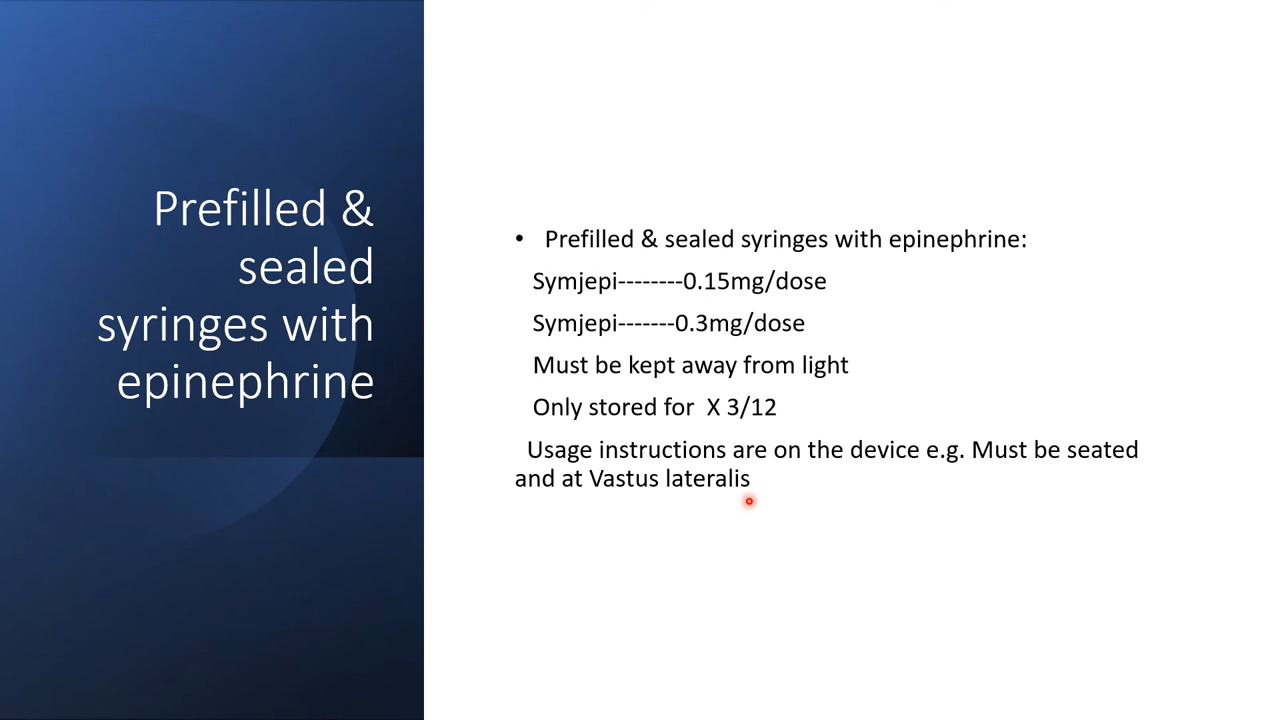 Prefilled &
sealed
syringes with
epinephrine
• Prefilled & sealed syringes with epinephrine:
Symjepi--------0.15mg/dose
Symjepi-------0.3mg/dose
Must be kept away from light
Only stored for  X 3/12
Usage instructions are on the device e.g. Must be seated
and at Vastus lateralis